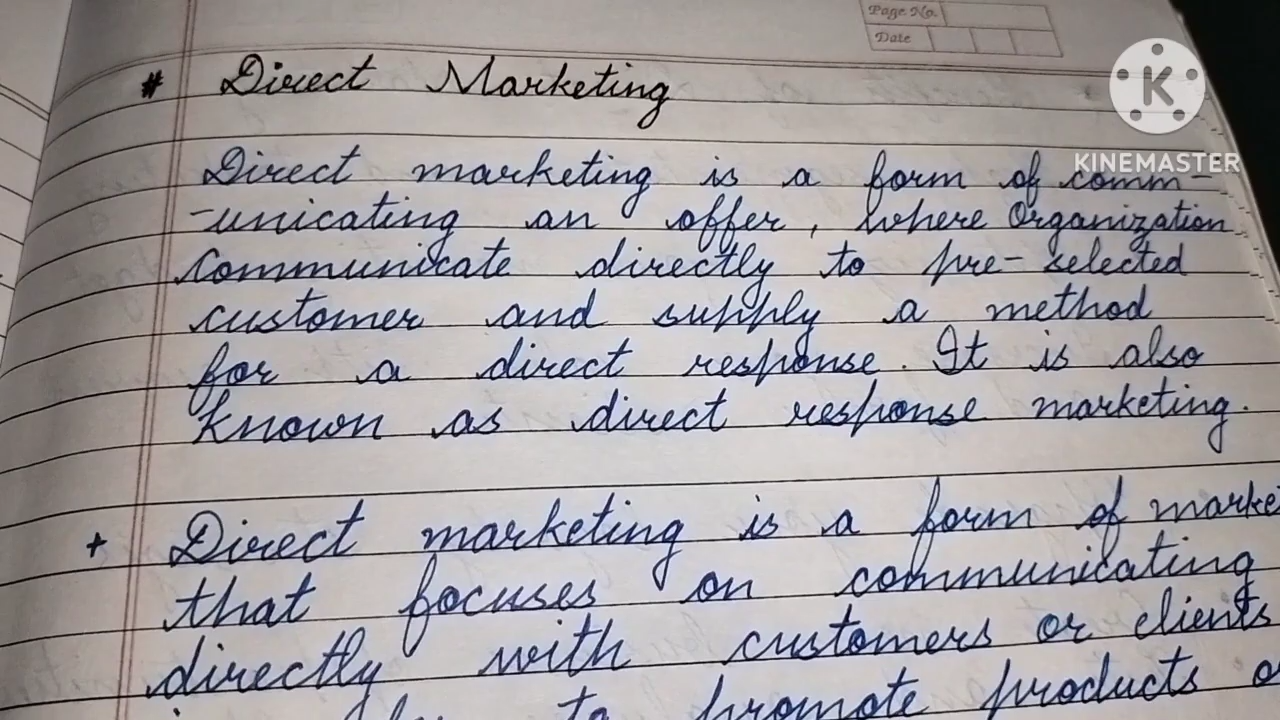 Page No.
Date
# Direct Marketing
Direct marketing is a form of comm-
-unicating an offer, where Organization
Communicate directly to pre-selected
customer and supply a method
for a direct response. It is also
known as direct response marketing.
+ Direct marketing is a form of marke
that focuses on communicating
directly with customers or clients
to promote products o
K
KINEMASTER